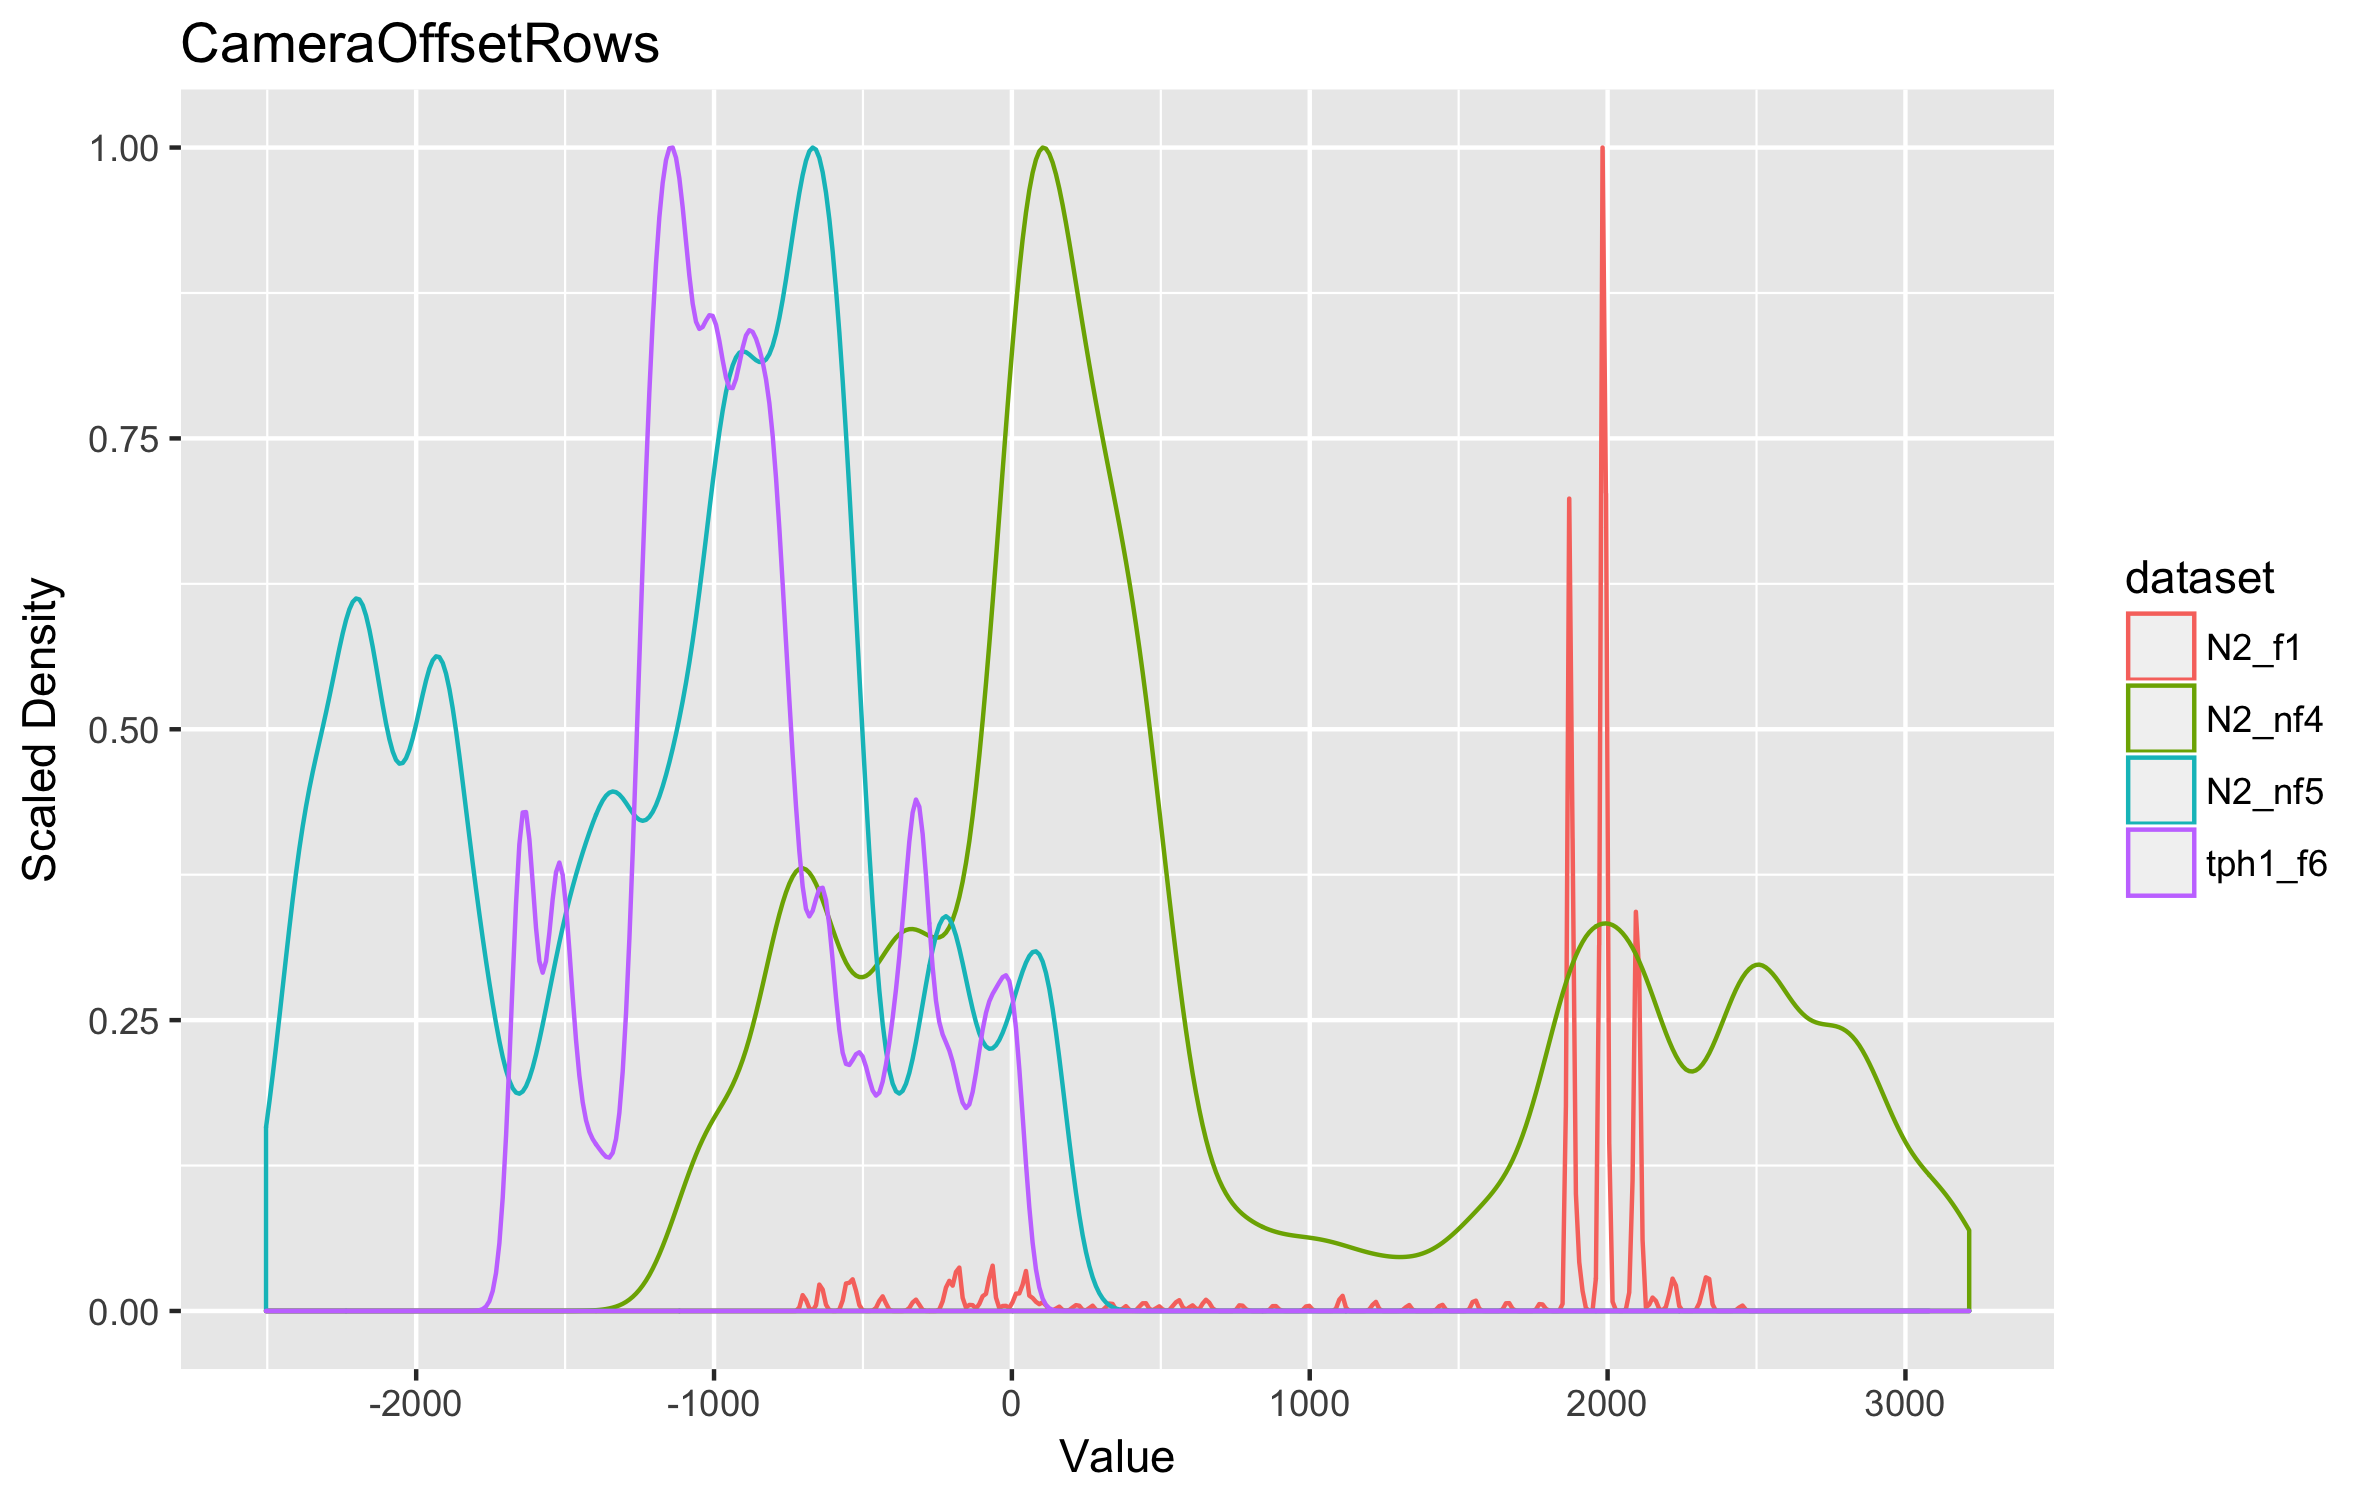 CameraOffsetRows
1.00
0.75
0.50
0.25
0.00
Scaled Density
-2000 -1000 0 1000 2000 3000
Value
dataset
N2_f1
N2_nf4
N2_nf5
tph1_f6